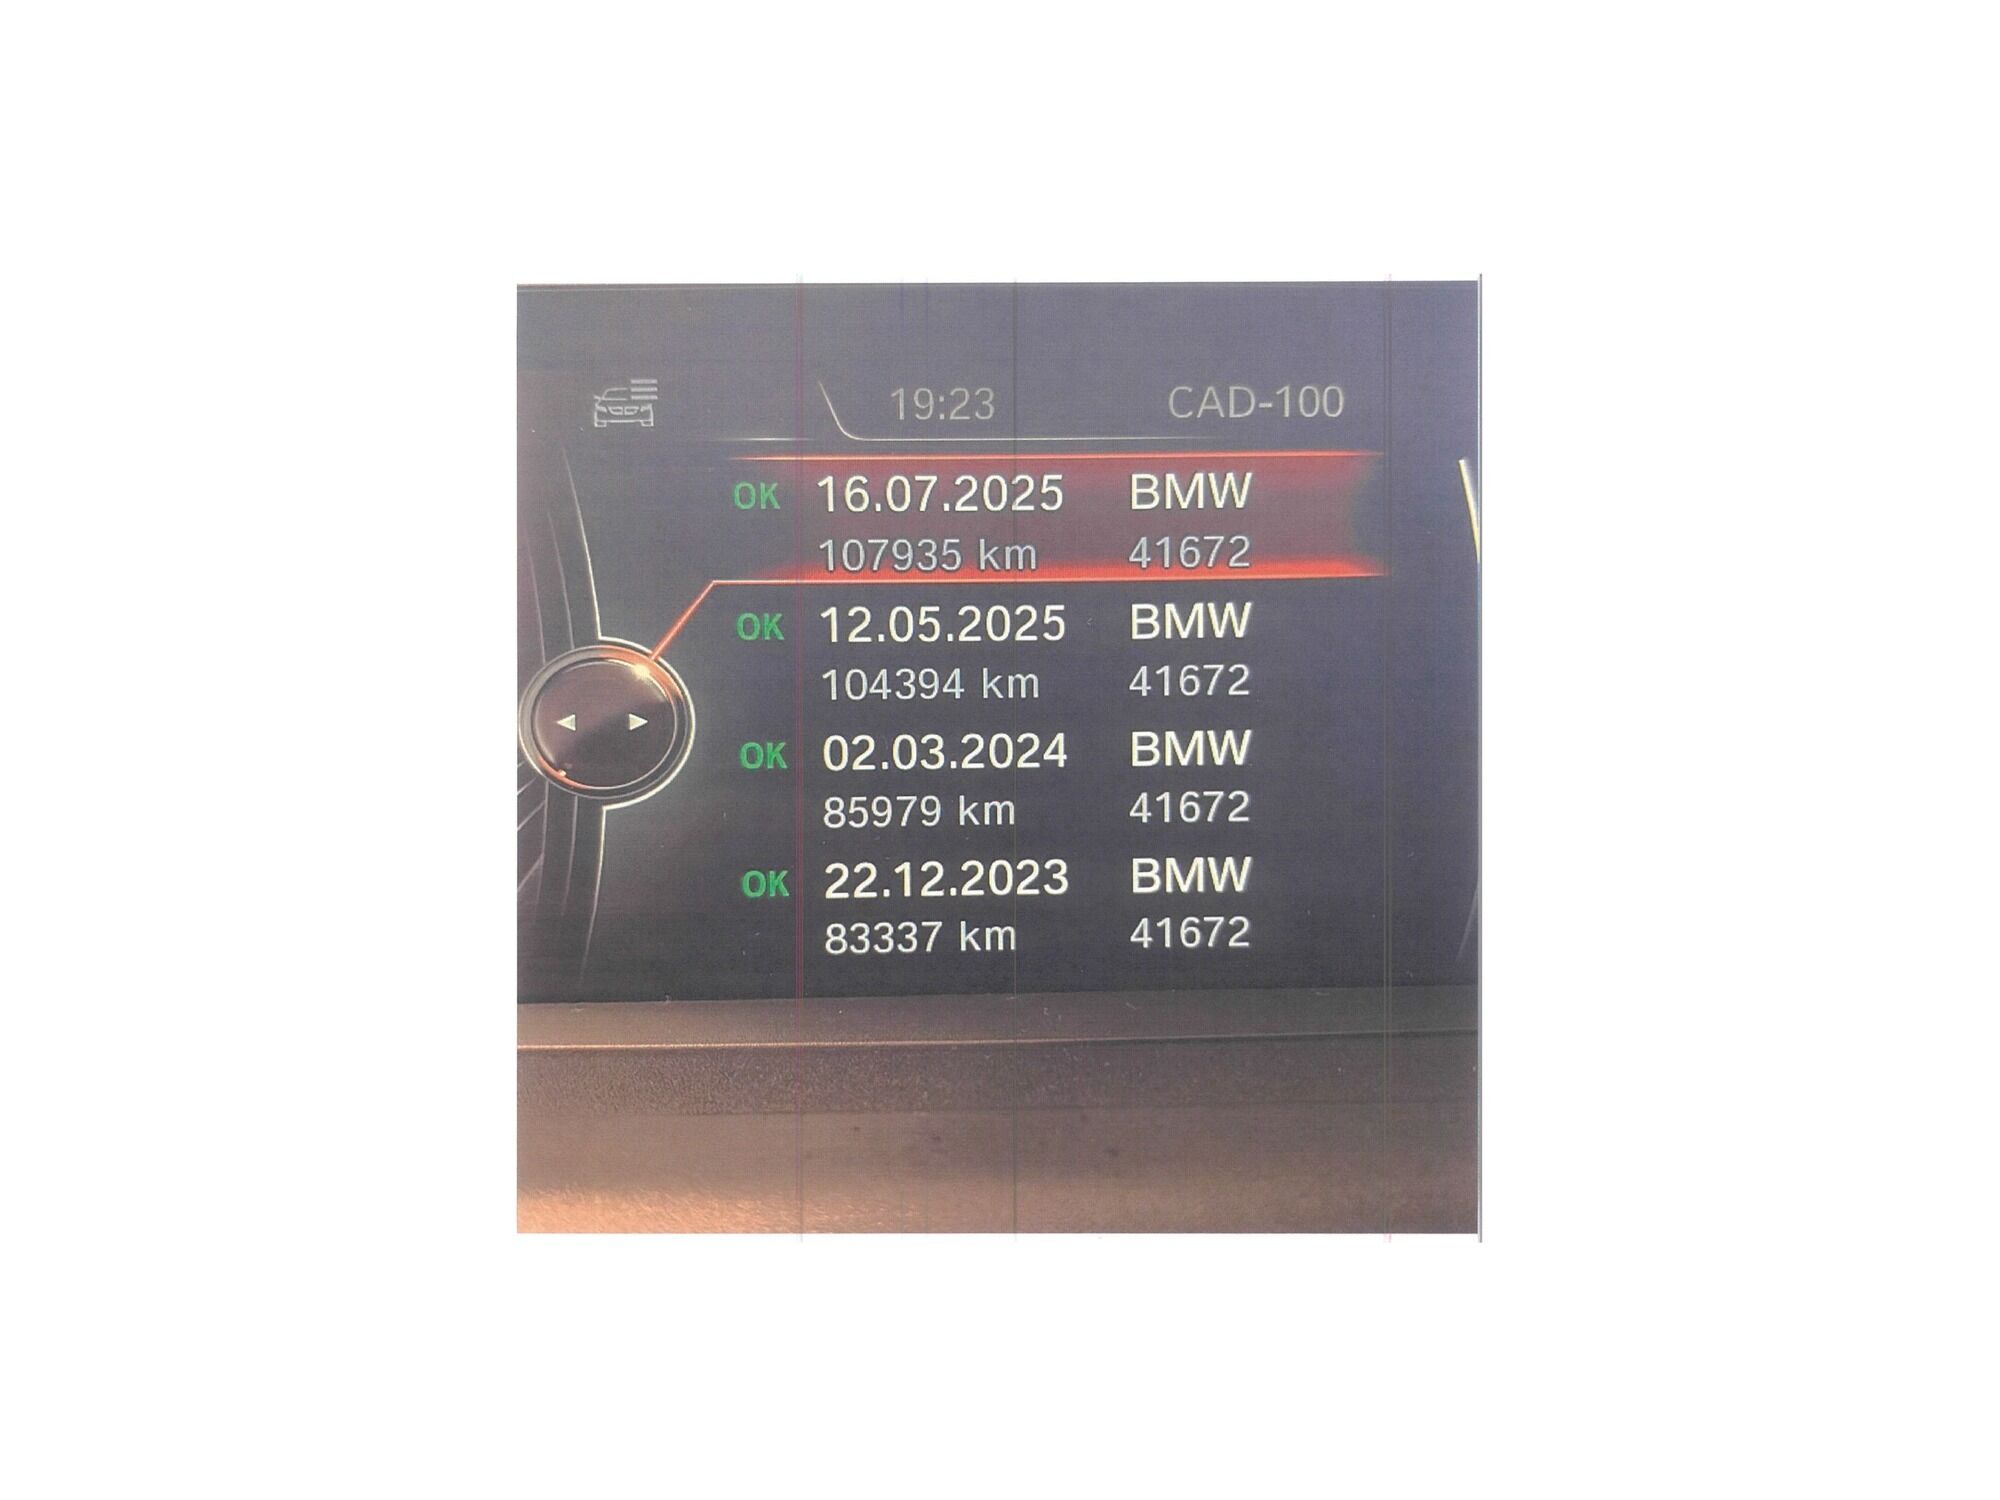 19:23 CAD-100
OK 16.07.2025 BMW
107935 km 41672
OK 12.05.2025 BMW
104394 km 41672
OK 02.03.2024 BMW
85979 km 41672
OK 22.12.2023 BMW
83337 km 41672